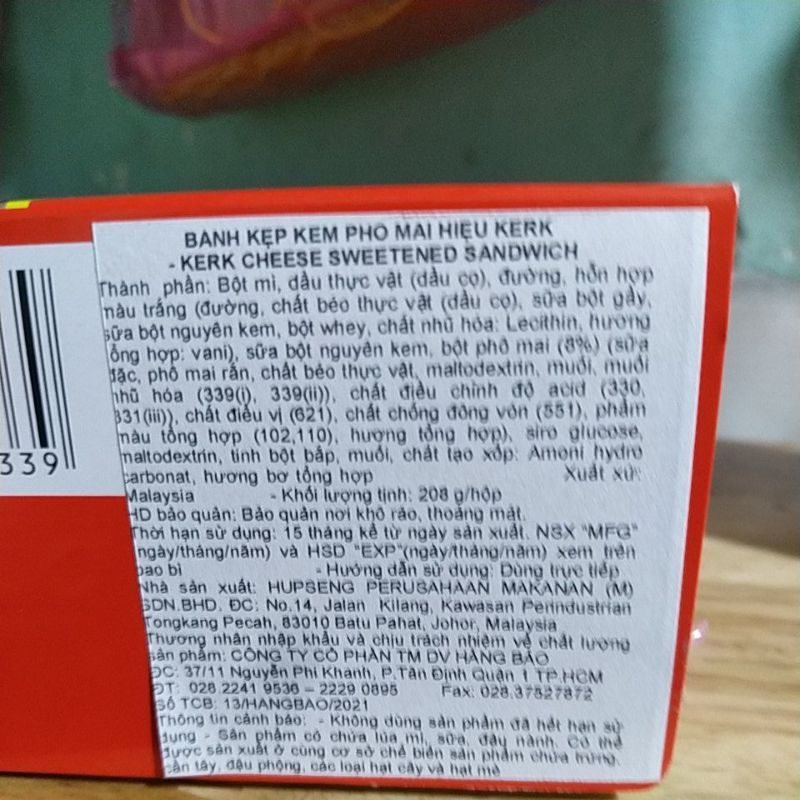 BÁNH KẸP KEM PHÔ MAI HIỆU KERK
- KERK CHEESE SWEETENED SANDWICH
Thành phần: Bột mì, dầu thực vật (dầu cọ), đường, hỗn hợp
màu trắng (đường, chất béo thực vật (dầu cọ), sữa bột gầy,
sữa bột nguyên kem, bột whey, chất nhũ hóa: Lecithin, hương
tổng hợp: vani), sữa bột nguyên kem, bột phô mai (8%) (sữa
đặc, phô mai rắn, chất béo thực vật, maltodextrin, muối, muối
nhũ hóa (339(i), 339(ii)), chất điều chỉnh độ acid (330,
331(iii)), chất điều vị (621), chất chống đông vón (551), phẩm
màu tổng hợp (102,110), hương tổng hợp), siro glucose,
maltodextrin, tinh bột bắp, muối, chất tạo xốp: Amoni hydro
carbonat, hương bơ tổng hợp Xuất xứ:
Malaysia - Khối lượng tịnh: 208 g/hộp
HD bảo quản: Bảo quản nơi khô ráo, thoáng mát.
Thời hạn sử dụng: 15 tháng kể từ ngày sản xuất. NSX "MFG"
(ngày/tháng/năm) và HSD "EXP"(ngày/tháng/năm) xem trên
bao bì - Hướng dẫn sử dụng: Dùng trực tiếp
Nhà sản xuất: HUPSENG PERUSAHAAN MAKANAN (M)
SDN.BHD. ĐC: No.14, Jalan Kilang, Kawasan Perindustrian
Tongkang Pecah, 83010 Batu Pahat, Johor, Malaysia
Thương nhân nhập khẩu và chịu trách nhiệm về chất lượng
sản phẩm: CÔNG TY CỔ PHẦN TM DV HÀNG BẢO
ĐC: 37/11 Nguyễn Phi Khanh, P.Tân Định Quận 1 TP.HCM
ĐT: 028.2241 9536 – 2229 0895 Fax: 028.37527872
Số TCB: 13/HANGBAO/2021
Thông tin cảnh báo: - Không dùng sản phẩm đã hết hạn sử
dụng - Sản phẩm có chứa lúa mì, sữa, đậu nành. Có thể
được sản xuất ở cùng cơ sở chế biến sản phẩm chứa trứng,
cần tây, đậu phộng, các loại hạt cây và hạt mè
339